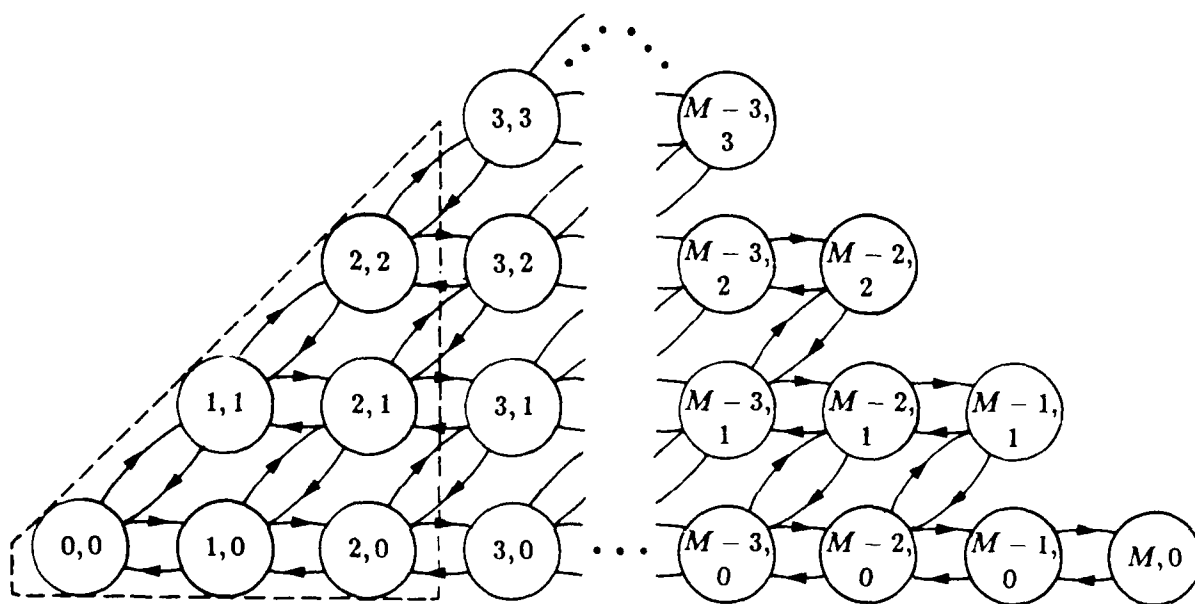 3, 3
M − 3,
3
2, 2
3, 2
M − 3,
2
M − 2,
2
1, 1
2, 1
3, 1
M − 3,
1
M − 2,
1
M − 1,
1
0, 0
1, 0
2, 0
3, 0
M − 3,
0
M − 2,
0
M − 1,
0
M, 0